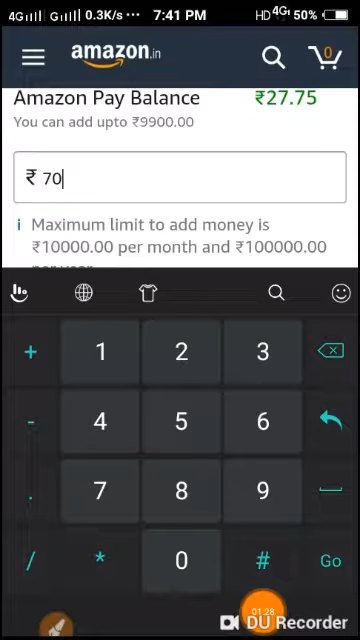 4G G 0.3K/s ··· 7:41 PM HD 4G 50%
amazon.in 0
Amazon Pay Balance ₹27.75
You can add upto ₹9900.00
₹ 70
i Maximum limit to add money is
₹10000.00 per month and ₹100000.00
+ 1 2 3
- 4 5 6
. 7 8 9
/ * 0 # Go
01:28
DU Recorder